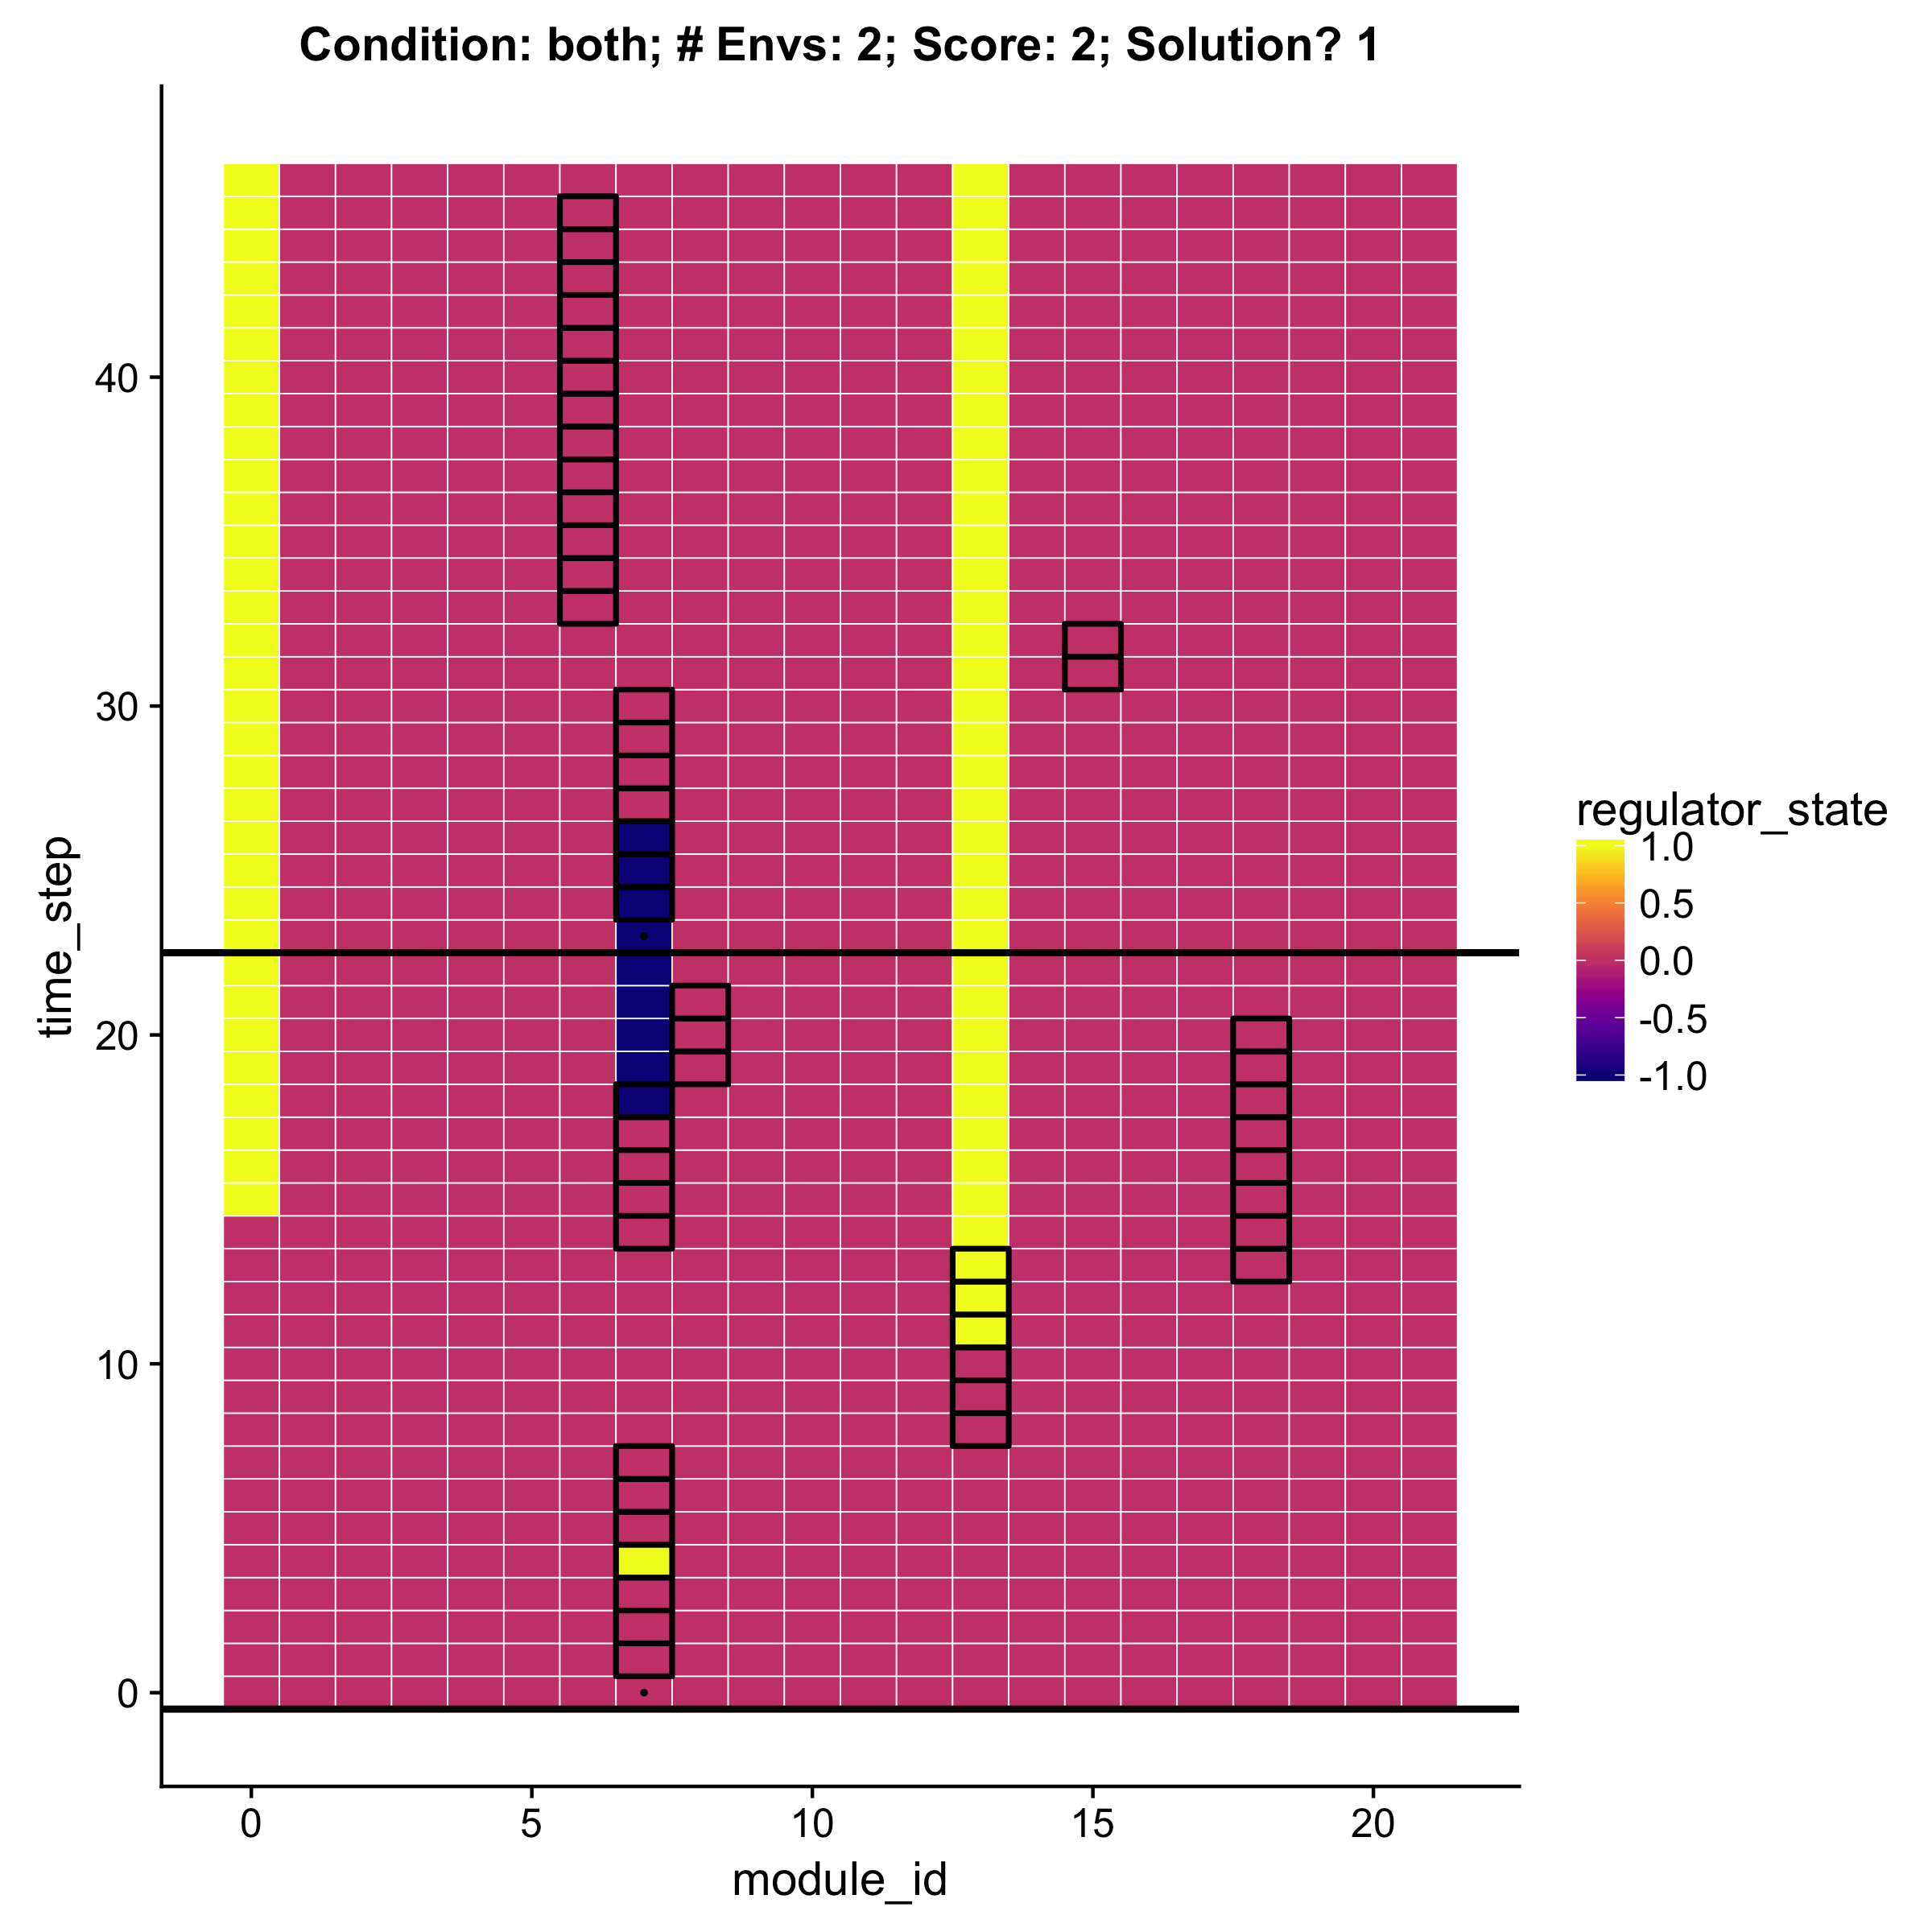 Condition: both; # Envs: 2; Score: 2; Solution? 1
time_step
40
30
20
10
0
0 5 10 15 20
module_id
regulator_state
1.0
0.5
0.0
-0.5
-1.0